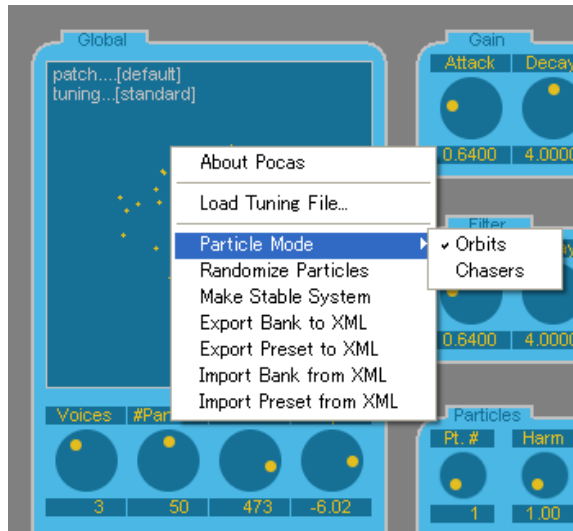 Global
patch....[default]
tuning...[standard]
About Pocas
Load Tuning File...
Particle Mode
Randomize Particles
Make Stable System
Export Bank to XML
Export Preset to XML
Import Bank from XML
Import Preset from XML
Orbits
Chasers
Voices
3 50 473 -6.02
Gain
Attack Decay
0.6400 4.0000
Filter
0.6400 4.0000
Particles
Pt. # Harm
1 1.00